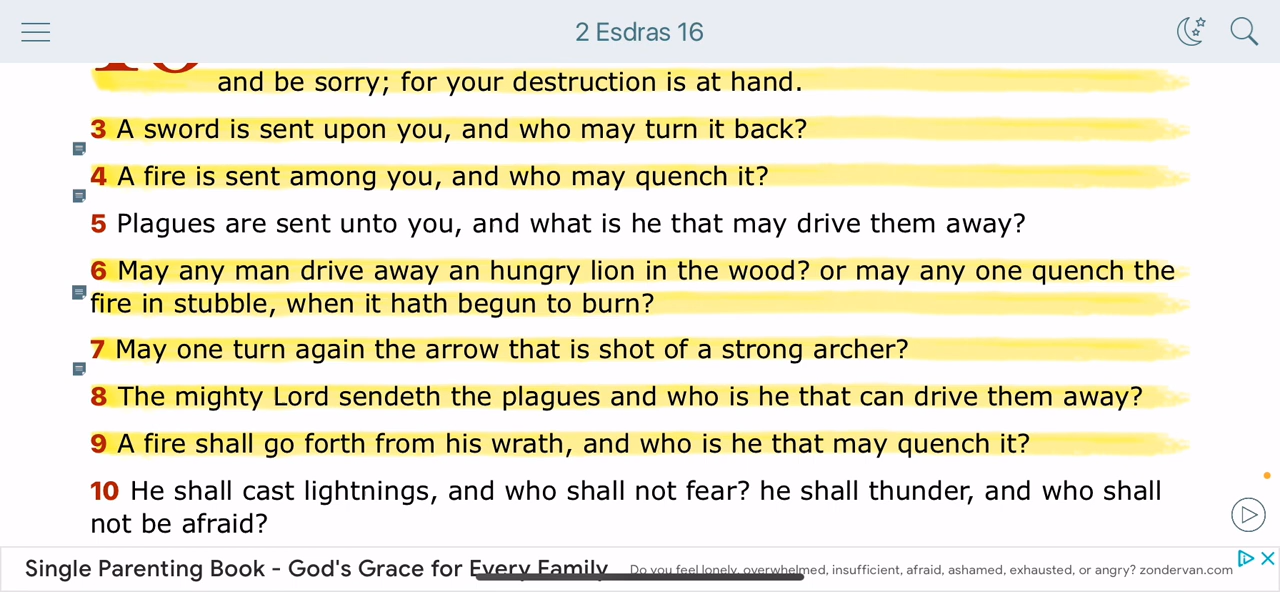 2 Esdras 16
and be sorry; for your destruction is at hand.
3 A sword is sent upon you, and who may turn it back?
4 A fire is sent among you, and who may quench it?
5 Plagues are sent unto you, and what is he that may drive them away?
6 May any man drive away an hungry lion in the wood? or may any one quench the
fire in stubble, when it hath begun to burn?
7 May one turn again the arrow that is shot of a strong archer?
8 The mighty Lord sendeth the plagues and who is he that can drive them away?
9 A fire shall go forth from his wrath, and who is he that may quench it?
10 He shall cast lightnings, and who shall not fear? he shall thunder, and who shall
not be afraid?
Single Parenting Book - God's Grace for Every Family
Do you feel lonely, overwhelmed, insufficient, afraid, ashamed, exhausted, or angry? zondervan.com